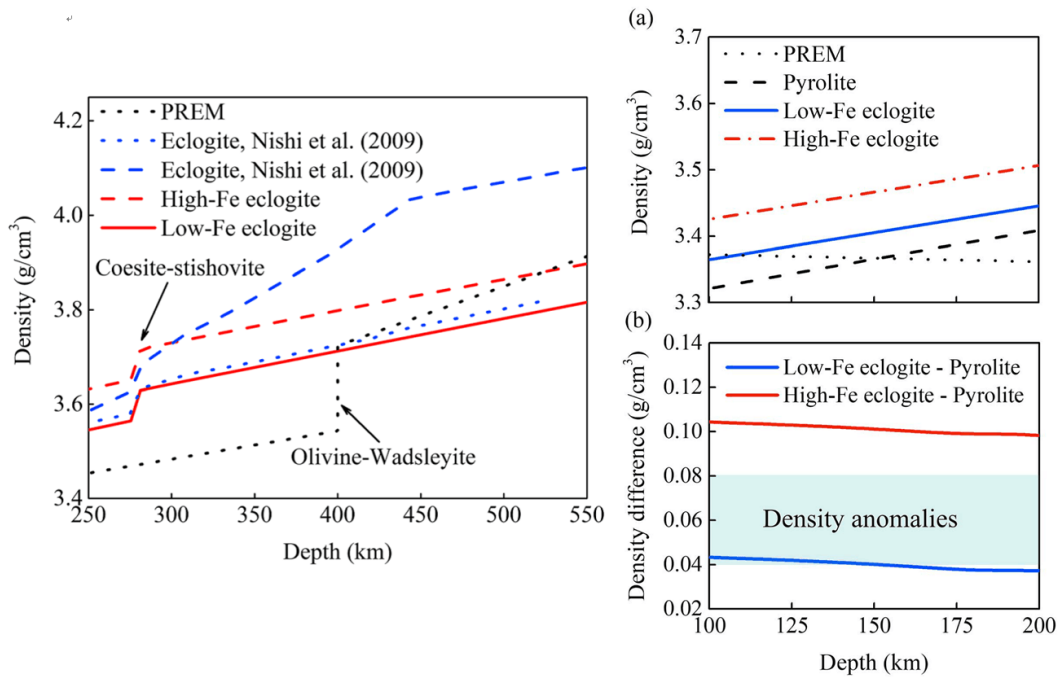 4.2
4.0
3.8
3.6
3.4
Density (g/cm³)
PREM
Eclogite, Nishi et al. (2009)
Eclogite, Nishi et al. (2009)
High-Fe eclogite
Low-Fe eclogite
Coesite-stishovite
Olivine-Wadsleyite
250 300 350 400 450 500 550
Depth (km)
(a)
3.7
3.6
3.5
3.4
3.3
Density (g/cm³)
PREM
Pyrolite
Low-Fe eclogite
High-Fe eclogite
(b)
0.14
0.12
0.10
0.08
0.06
0.04
0.02
Density difference (g/cm³)
Low-Fe eclogite - Pyrolite
High-Fe eclogite - Pyrolite
Density anomalies
100 125 150 175 200
Depth (km)